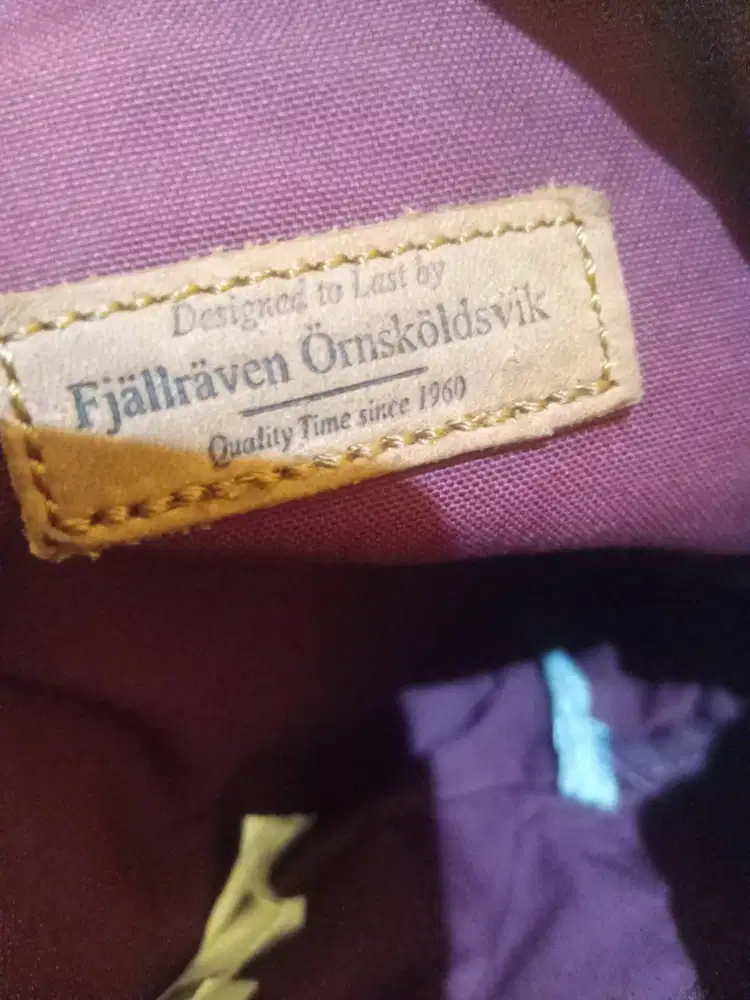 Designed to Last by
Fjällräven Örnsköldsvik
Quality Time since 1960